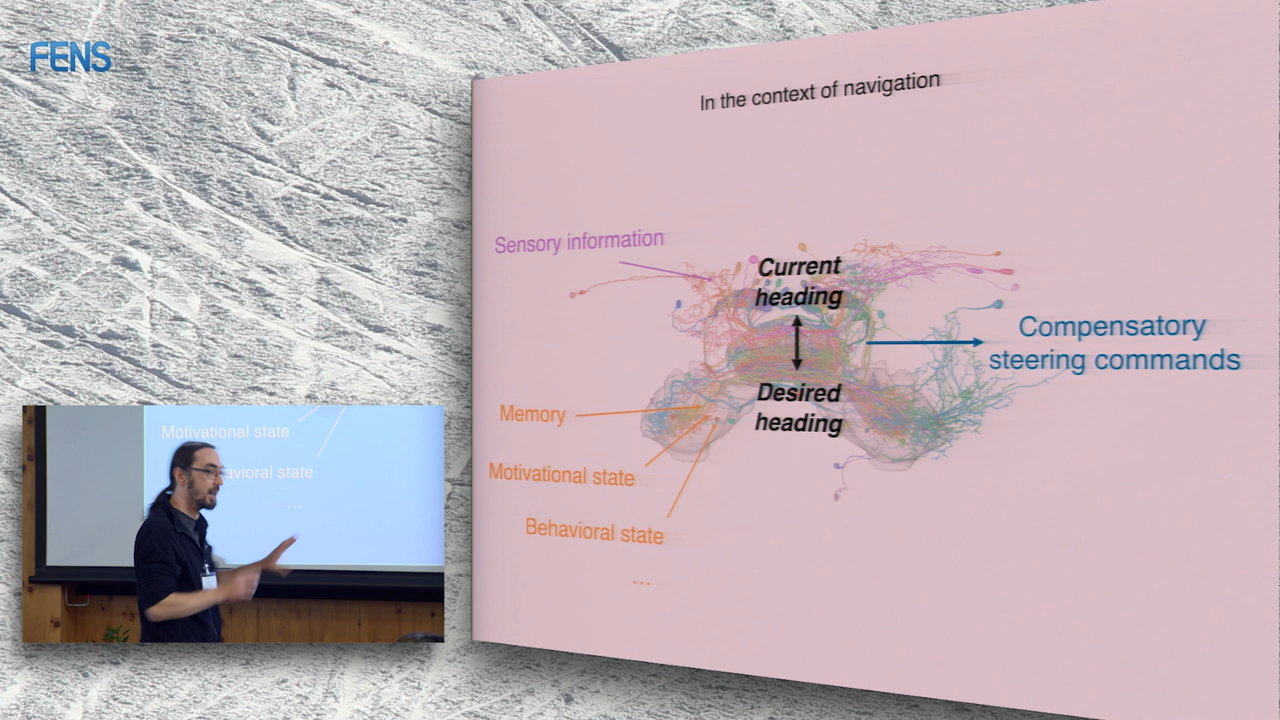 FENS
In the context of navigation
Sensory information
Current
heading
Compensatory
steering commands
Desired
heading
Memory
Motivational state
Behavioral state
...
Motivational state
avioral state
...